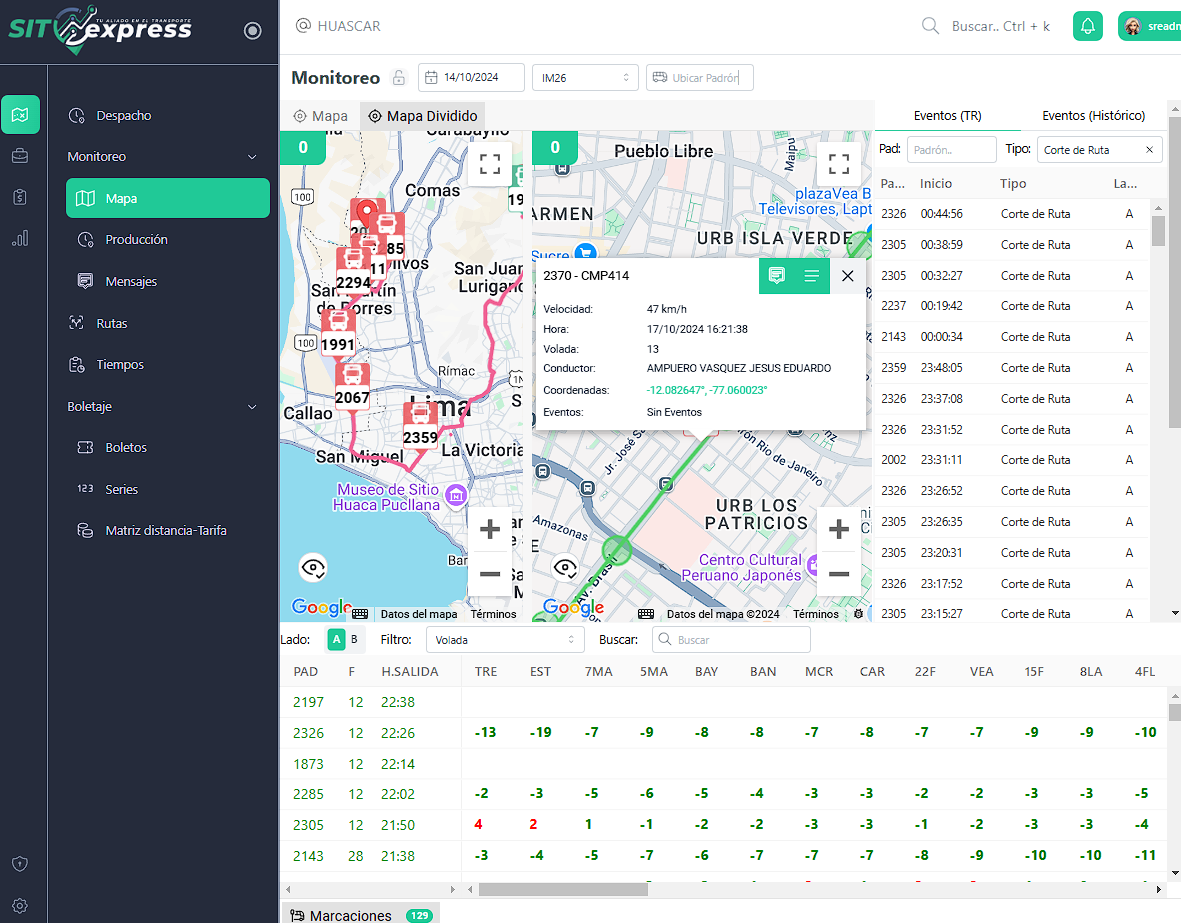 SITexpress
TU ALIADO EN EL TRANSPORTE
HUASCAR
Buscar.. Ctrl + k
Despacho
Monitoreo
Mapa
Producción
Mensajes
Rutas
Tiempos
Boletaje
Boletos
123 Series
Matriz distancia-Tarifa
Monitoreo
14/10/2024
IM26
Ubicar Padrón
Mapa
Mapa Dividido
0
Carabayllo
100
Comas
San Juan
Lurigan
San Martín
de Porres
2294
100
1991
Rímac
2067
Lima
Callao
2359
La Victoria
San Miguel
Museo de Sitio
Huaca Pucllana
Google
Datos del mapa
Términos
0
Pueblo Libre
Maipú
plazaVea B
Televisores, Lapt
ARMEN
URB ISLA VERDE
Sucre
2370 - CMP414
Velocidad: 47 km/h
Hora: 17/10/2024 16:21:38
Volada: 13
Conductor: AMPUERO VASQUEZ JESUS EDUARDO
Coordenadas: -12.082647°, -77.060023°
Eventos: Sin Eventos
Jr. José S
Río de Janeiro
URB LOS
PATRICIOS
Amazonas
Centro Cultural
Peruano Japonés
Av. Brasil
Google
Datos del mapa ©2024
Términos
Eventos (TR)
Eventos (Histórico)
Pad: Padrón..
Tipo: Corte de Ruta
Pa... Inicio Tipo La...
2326 00:44:56 Corte de Ruta A
2305 00:38:59 Corte de Ruta A
2326 00:32:27 Corte de Ruta A
2237 00:19:42 Corte de Ruta A
2143 00:00:34 Corte de Ruta A
2359 23:48:05 Corte de Ruta A
2326 23:37:08 Corte de Ruta A
2326 23:31:52 Corte de Ruta A
2002 23:31:11 Corte de Ruta A
2326 23:26:52 Corte de Ruta A
2305 23:26:35 Corte de Ruta A
2305 23:20:31 Corte de Ruta A
2326 23:17:52 Corte de Ruta A
2305 23:15:27 Corte de Ruta A
Lado: A B Filtro: Volada Buscar: Buscar
PAD F H.SALIDA TRE EST 7MA 5MA BAY BAN MCR CAR 22F VEA 15F 8LA 4FL
2197 12 22:38
2326 12 22:26 -13 -19 -7 -9 -8 -8 -7 -8 -7 -7 -9 -9 -10
1873 12 22:14
2285 12 22:02 -2 -3 -5 -6 -5 -4 -3 -3 -2 -2 -3 -3 -5
2305 12 21:50 4 2 1 -1 -2 -2 -3 -3 -1 -2 -3 -3 -4
2143 28 21:38 -3 -4 -5 -7 -6 -7 -7 -7 -8 -9 -10 -10 -11
Marcaciones 129